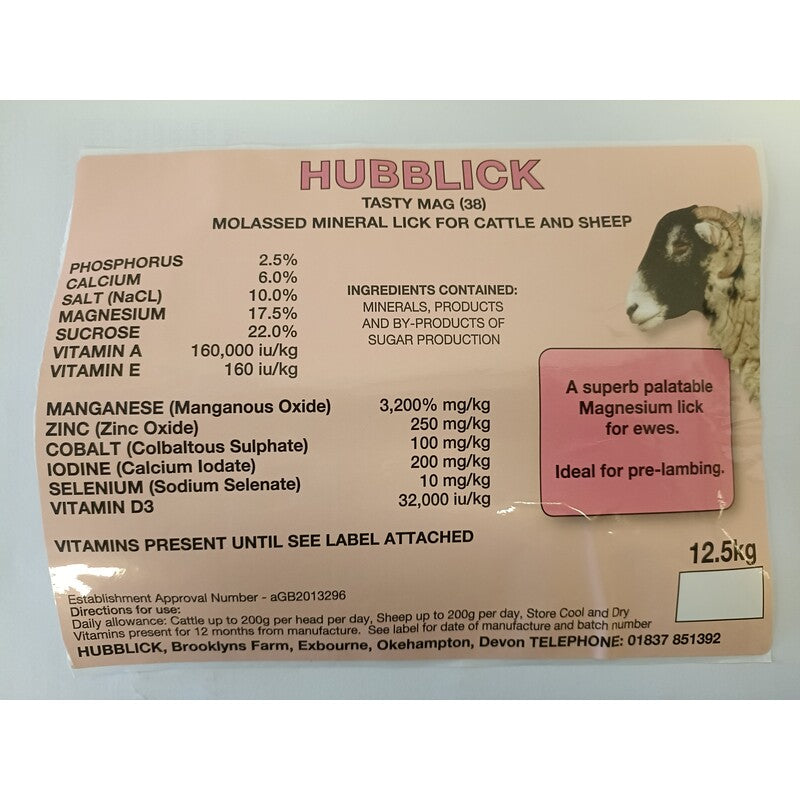 HUBBLICK
TASTY MAG (38)
MOLASSED MINERAL LICK FOR CATTLE AND SHEEP
PHOSPHORUS 2.5%
CALCIUM 6.0%
SALT (NaCL) 10.0%
MAGNESIUM 17.5%
SUCROSE 22.0%
VITAMIN A 160,000 iu/kg
VITAMIN E 160 iu/kg
INGREDIENTS CONTAINED:
MINERALS, PRODUCTS
AND BY-PRODUCTS OF
SUGAR PRODUCTION
MANGANESE (Manganous Oxide) 3,200% mg/kg
ZINC (Zinc Oxide) 250 mg/kg
COBALT (Colbaltous Sulphate) 100 mg/kg
IODINE (Calcium Iodate) 200 mg/kg
SELENIUM (Sodium Selenate) 10 mg/kg
VITAMIN D3 32,000 iu/kg
A superb palatable
Magnesium lick
for ewes.
Ideal for pre-lambing.
VITAMINS PRESENT UNTIL SEE LABEL ATTACHED
12.5kg
Establishment Approval Number - aGB2013296
Directions for use:
Daily allowance: Cattle up to 200g per head per day, Sheep up to 200g per day, Store Cool and Dry
Vitamins present for 12 months from manufacture. See label for date of manufacture and batch number
HUBBLICK, Brooklyns Farm, Exbourne, Okehampton, Devon TELEPHONE: 01837 851392